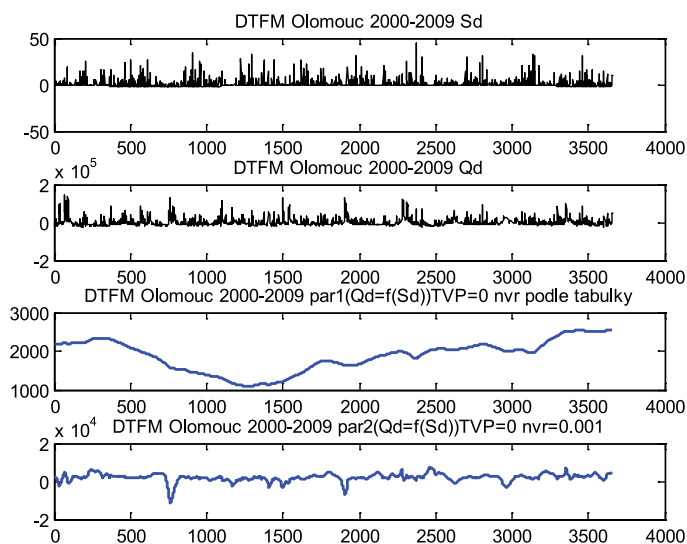 DTFM Olomouc 2000-2009 Sd
50
0
-50
0 500 1000 1500 2000 2500 3000 3500 4000
x 10^5
DTFM Olomouc 2000-2009 Qd
2
0
-2
0 500 1000 1500 2000 2500 3000 3500 4000
DTFM Olomouc 2000-2009 par1(Qd=f(Sd))TVP=0 nvr podle tabulky
3000
2000
1000
0 500 1000 1500 2000 2500 3000 3500 4000
x 10^4
DTFM Olomouc 2000-2009 par2(Qd=f(Sd))TVP=0 nvr=0.001
2
0
-2
0 500 1000 1500 2000 2500 3000 3500 4000